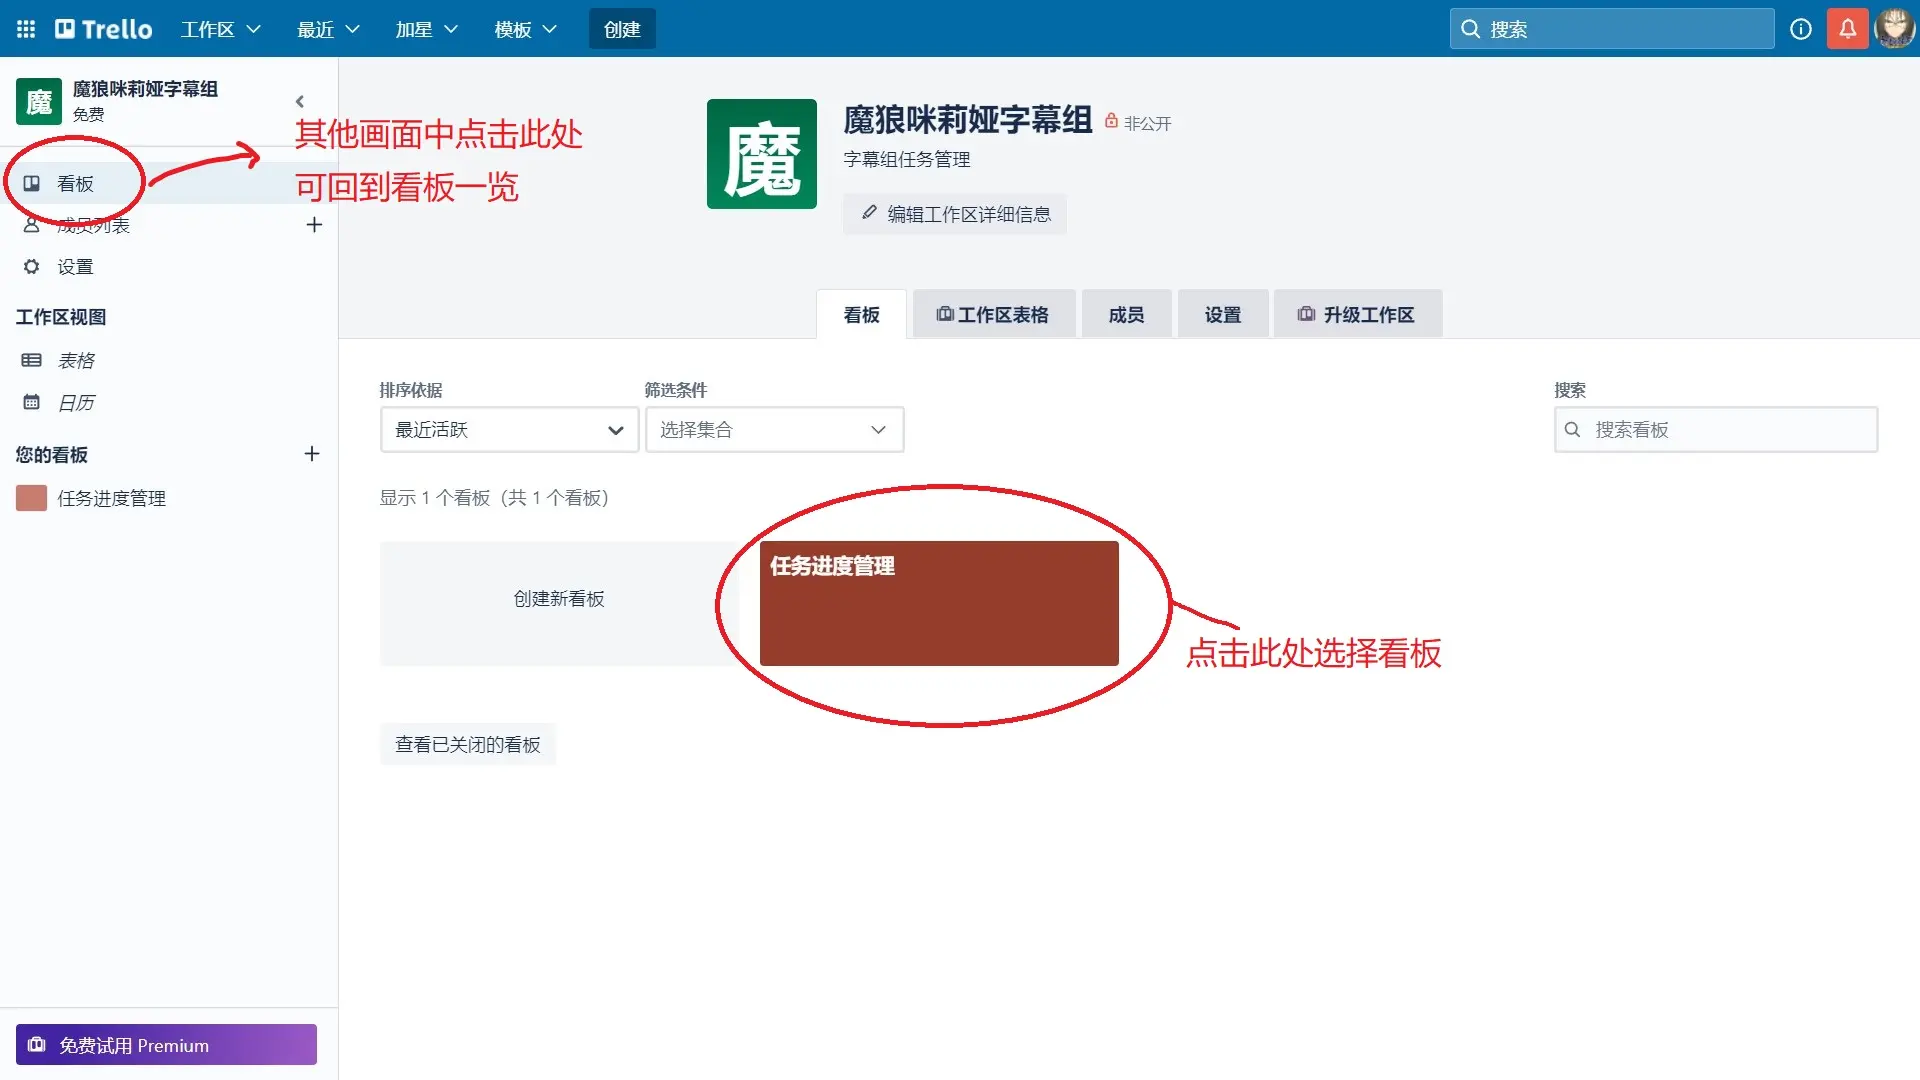 Trello
工作区
最近
加星
模板
创建
搜索
魔
魔狼咪莉娅字幕组
免费
其他画面中点击此处
可回到看板一览
看板
成员列表
设置
工作区视图
表格
日历
您的看板
任务进度管理
免费试用 Premium
魔
魔狼咪莉娅字幕组
非公开
字幕组任务管理
编辑工作区详细信息
看板
工作区表格
成员
设置
升级工作区
排序依据
最近活跃
筛选条件
选择集合
搜索
搜索看板
显示 1 个看板（共 1 个看板）
创建新看板
任务进度管理
点击此处选择看板
查看已关闭的看板